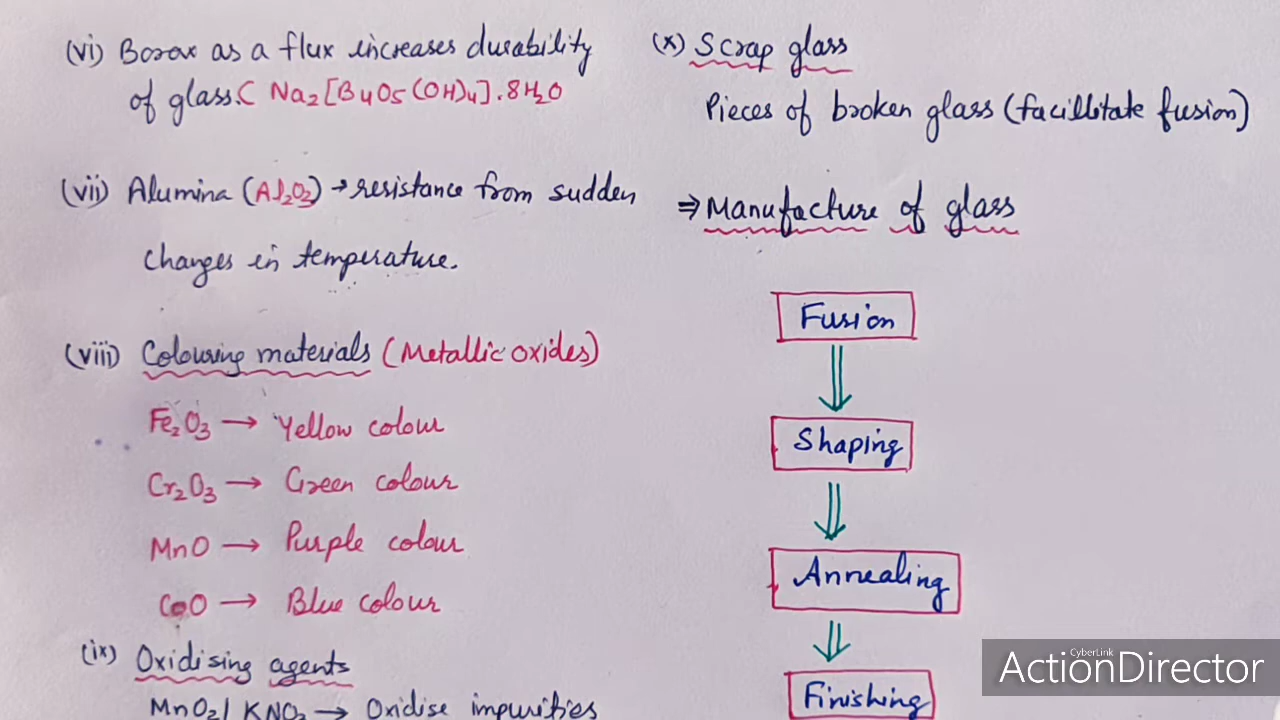 (vi) Borax as a flux increases durability
of glass.( Na2[B4O5(OH)4].8H2O
(vii) Alumina (Al2O2) → resistance from sudden
changes in temperature.
(viii) Colouring materials (Metallic oxides)
Fe2O3 → Yellow colour
Cr2O3 → Green colour
MnO → Purple colour
CoO → Blue colour
(ix) Oxidising agents
MnO2/ KNO3 → Oxidise impurities
(x) Scrap glass
Pieces of broken glass (facillitate fusion)
⇒ Manufacture of glass
Fusion
Shaping
Annealing
Finishing
CyberLink
ActionDirector